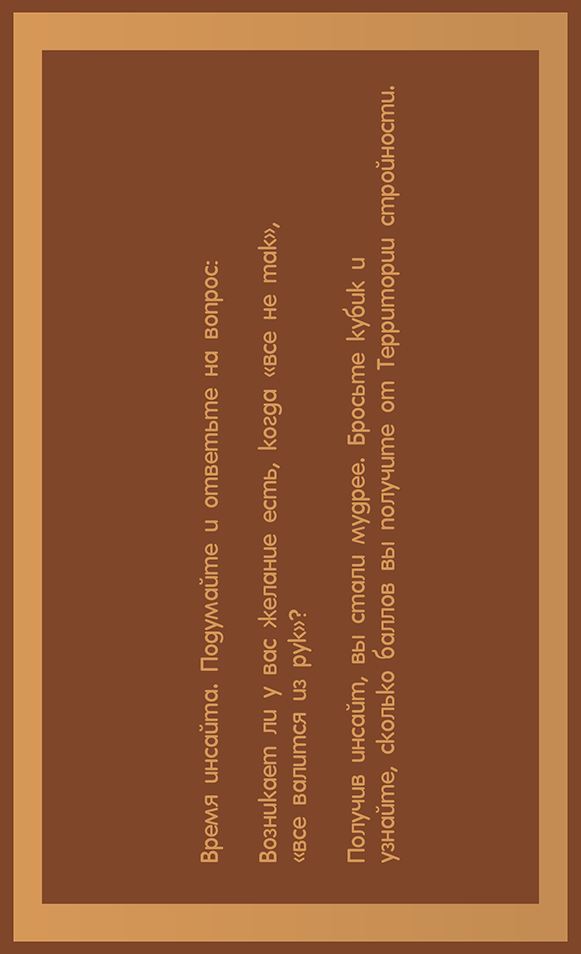 Время инсайта. Подумайте и ответьте на вопрос:
Возникает ли у вас желание есть, когда «все не так»,
«все валится из рук»?
Получив инсайт, вы стали мудрее. Бросьте кубик и
узнайте, сколько баллов вы получите от Территории стройности.